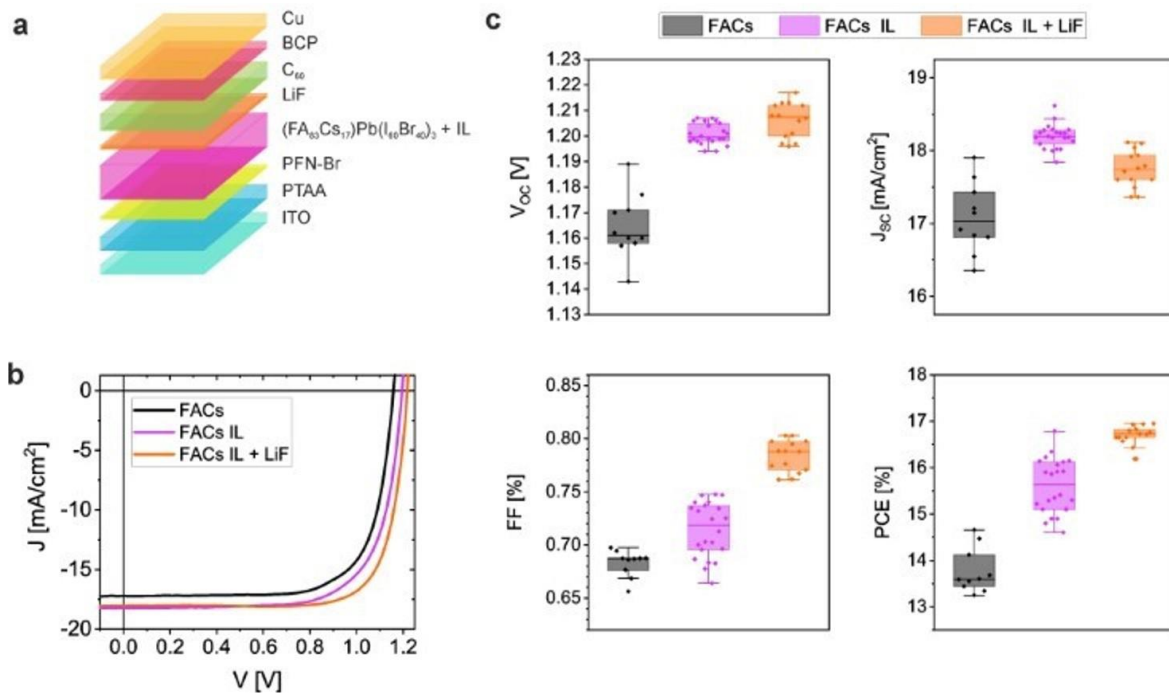 a
Cu
BCP
C₆₀
LiF
(FA₈₃Cs₁₇)Pb(I₆₀Br₄₀)₃ + IL
PFN-Br
PTAA
ITO
b
0
-5
-10
-15
-20
J [mA/cm²]
FACs
FACs IL
FACs IL + LiF
0.0 0.2 0.4 0.6 0.8 1.0 1.2
V [V]
c
FACs FACs IL FACs IL + LiF
1.23
1.22
1.21
1.20
1.19
1.18
1.17
1.16
1.15
1.14
1.13
V_OC [V]
19
18
17
16
J_SC [mA/cm²]
0.85
0.80
0.75
0.70
0.65
FF [%]
18
17
16
15
14
13
PCE [%]